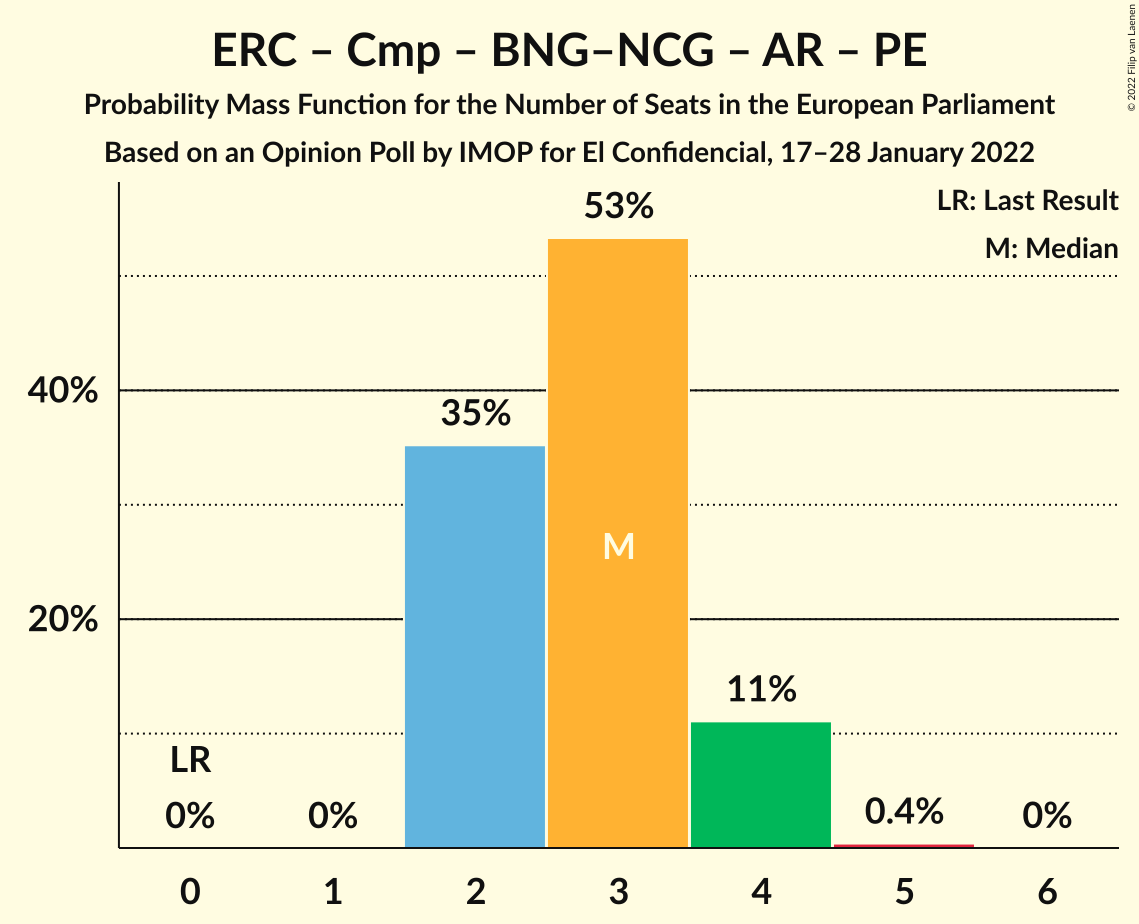 ERC – Cmp – BNG–NCG – AR – PE
Probability Mass Function for the Number of Seats in the European Parliament
Based on an Opinion Poll by IMOP for El Confidencial, 17–28 January 2022
© 2022 Filip van Laenen
LR: Last Result
M: Median
53%
40%
35%
M
20%
11%
LR
0%
0%
0.4%
0%
0
1
2
3
4
5
6